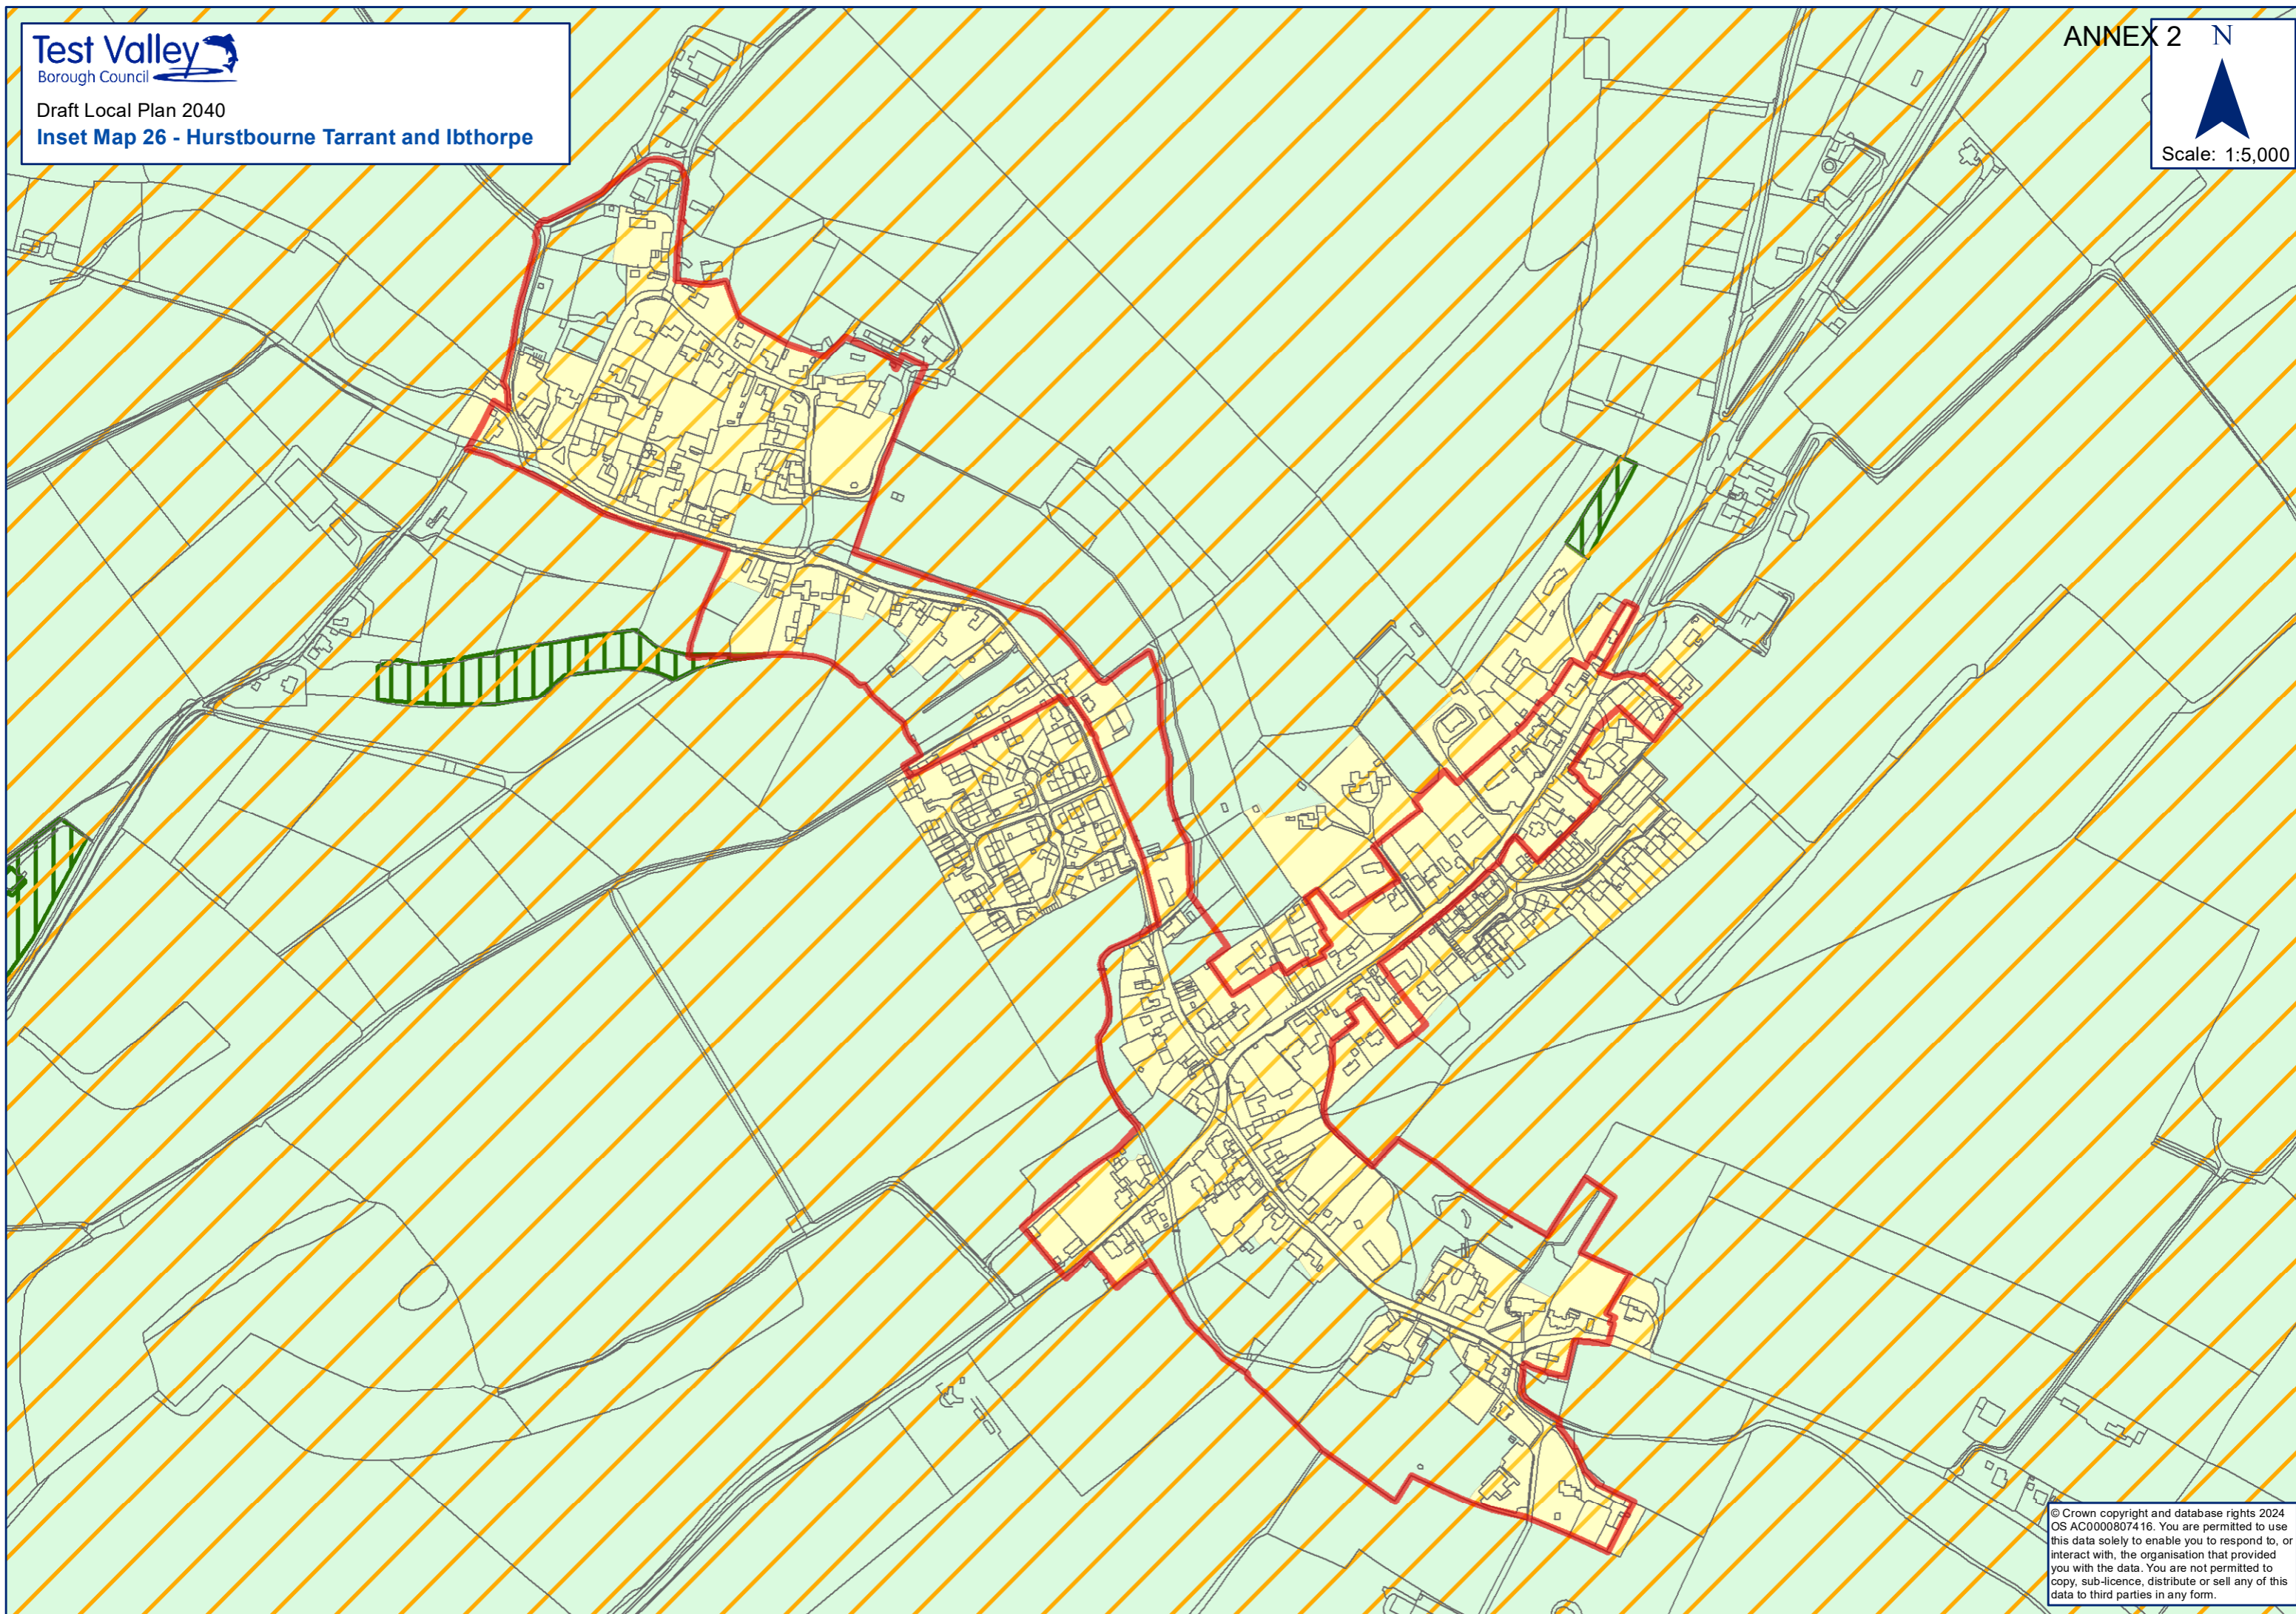 Test Valley
Borough Council
Draft Local Plan 2040
Inset Map 26 - Hurstbourne Tarrant and Ibthorpe
ANNEX 2
N
Scale: 1:5,000
© Crown copyright and database rights 2024
OS AC0000807416. You are permitted to use
this data solely to enable you to respond to, or
interact with, the organisation that provided
you with the data. You are not permitted to
copy, sub-licence, distribute or sell any of this
data to third parties in any form.